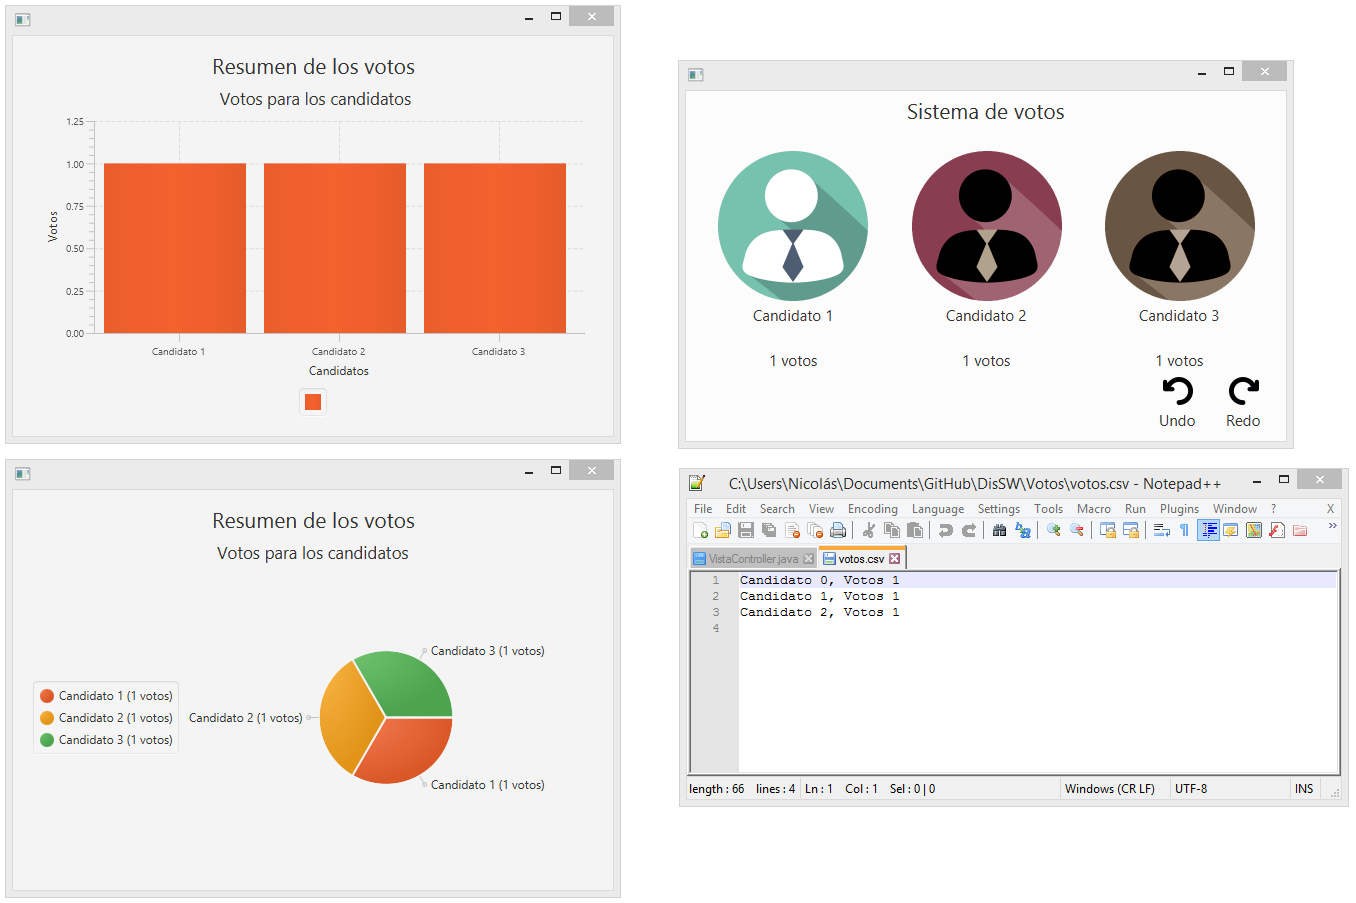 Resumen de los votos
Votos para los candidatos
1.25
1.00
0.75
0.50
0.25
0.00
Votos
Candidato 1 Candidato 2 Candidato 3
Candidatos
Sistema de votos
Candidato 1 Candidato 2 Candidato 3
1 votos 1 votos 1 votos
Undo Redo
Resumen de los votos
Votos para los candidatos
Candidato 3 (1 votos)
Candidato 2 (1 votos)
Candidato 1 (1 votos)
Candidato 1 (1 votos)
Candidato 2 (1 votos)
Candidato 3 (1 votos)
C:\Users\Nicolás\Documents\GitHub\DisSW\Votos\votos.csv - Notepad++
File Edit Search View Encoding Language Settings Tools Macro Run Plugins Window ? X
VistaController.java votos.csv
1 Candidato 0, Votos 1
2 Candidato 1, Votos 1
3 Candidato 2, Votos 1
4
length : 66 lines : 4 Ln : 1 Col : 1 Sel : 0 | 0 Windows (CR LF) UTF-8 INS